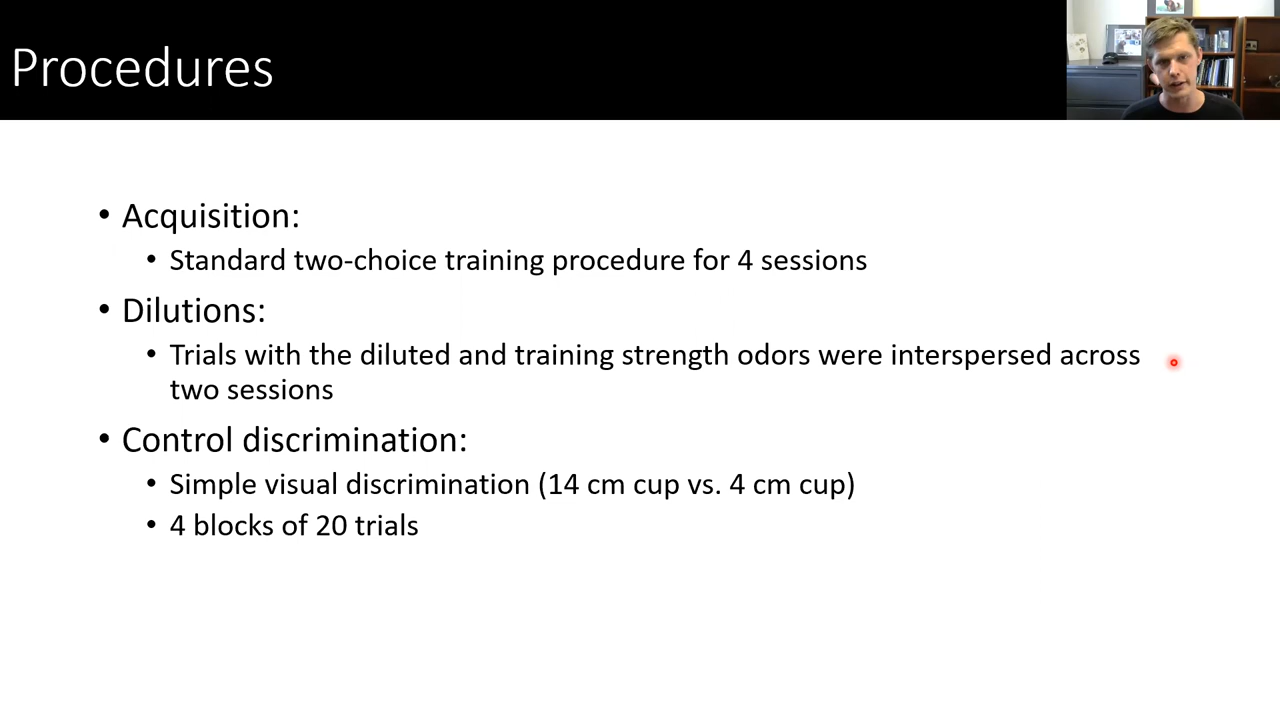 Procedures
• Acquisition:
• Standard two-choice training procedure for 4 sessions
• Dilutions:
• Trials with the diluted and training strength odors were interspersed across
two sessions
• Control discrimination:
• Simple visual discrimination (14 cm cup vs. 4 cm cup)
• 4 blocks of 20 trials